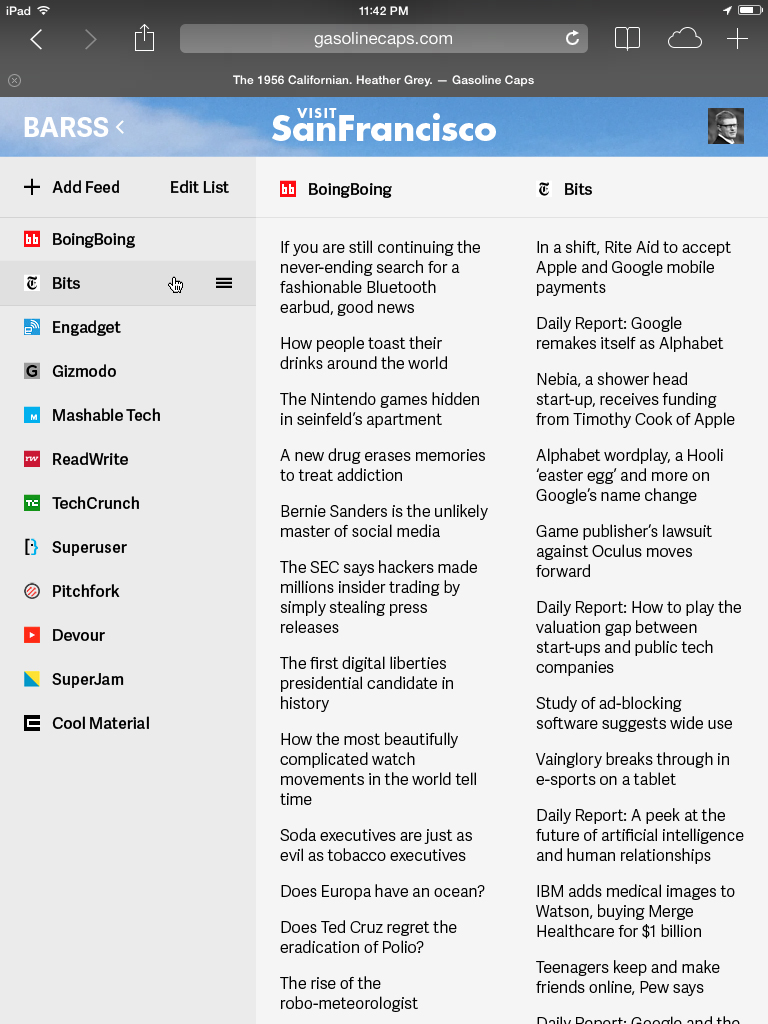 iPad
11:42 PM
gasolinecaps.com
The 1956 Californian. Heather Grey. — Gasoline Caps
BARSS
VISIT
SanFrancisco
Add Feed
Edit List
BoingBoing
Bits
Engadget
Gizmodo
Mashable Tech
ReadWrite
TechCrunch
Superuser
Pitchfork
Devour
SuperJam
Cool Material
BoingBoing
If you are still continuing the
never-ending search for a
fashionable Bluetooth
earbud, good news
How people toast their
drinks around the world
The Nintendo games hidden
in seinfeld’s apartment
A new drug erases memories
to treat addiction
Bernie Sanders is the unlikely
master of social media
The SEC says hackers made
millions insider trading by
simply stealing press
releases
The first digital liberties
presidential candidate in
history
How the most beautifully
complicated watch
movements in the world tell
time
Soda executives are just as
evil as tobacco executives
Does Europa have an ocean?
Does Ted Cruz regret the
eradication of Polio?
The rise of the
robo-meteorologist
Bits
In a shift, Rite Aid to accept
Apple and Google mobile
payments
Daily Report: Google
remakes itself as Alphabet
Nebia, a shower head
start-up, receives funding
from Timothy Cook of Apple
Alphabet wordplay, a Hooli
‘easter egg’ and more on
Google’s name change
Game publisher’s lawsuit
against Oculus moves
forward
Daily Report: How to play the
valuation gap between
start-ups and public tech
companies
Study of ad-blocking
software suggests wide use
Vainglory breaks through in
e-sports on a tablet
Daily Report: A peek at the
future of artificial intelligence
and human relationships
IBM adds medical images to
Watson, buying Merge
Healthcare for $1 billion
Teenagers keep and make
friends online, Pew says
Daily Report: Google and the